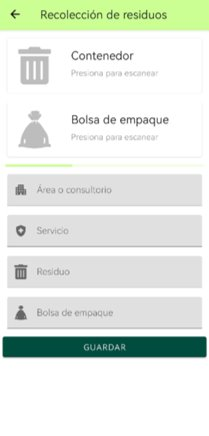 Recolección de residuos
Contenedor
Presiona para escanear
Bolsa de empaque
Presiona para escanear
Área o consultorio
Servicio
Residuo
Bolsa de empaque
GUARDAR